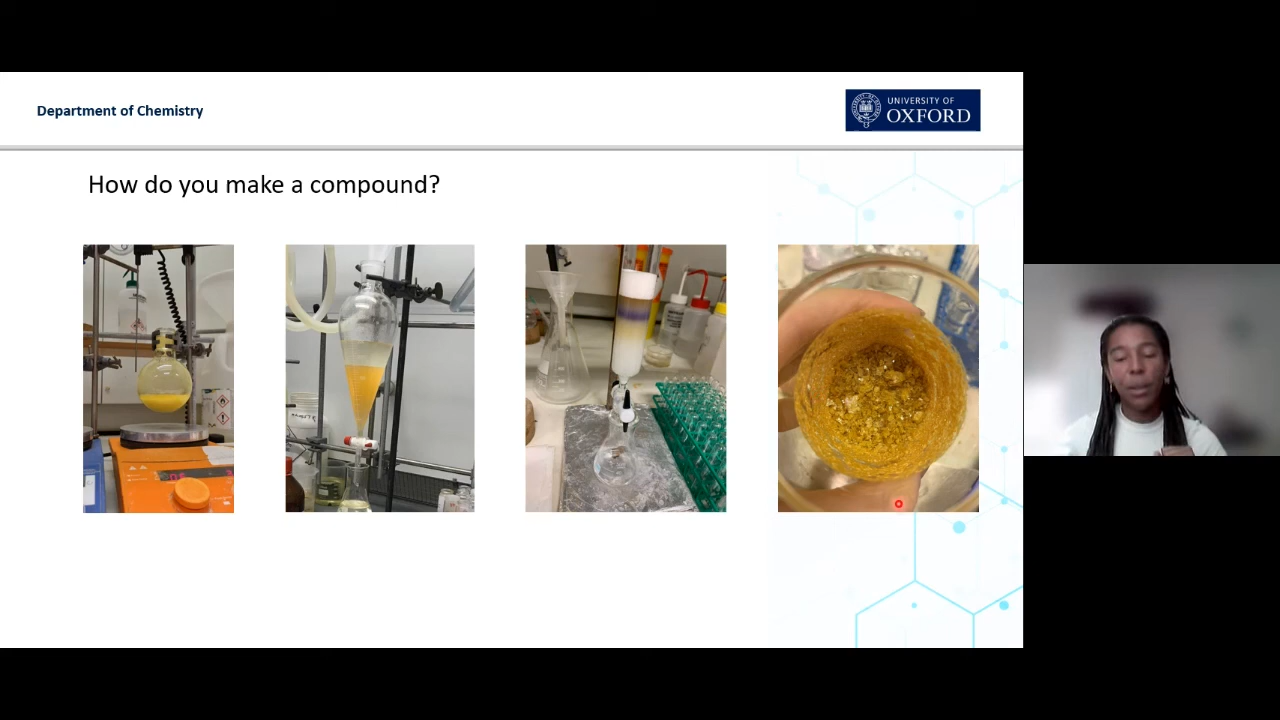 Department of Chemistry
UNIVERSITY OF
OXFORD
How do you make a compound?